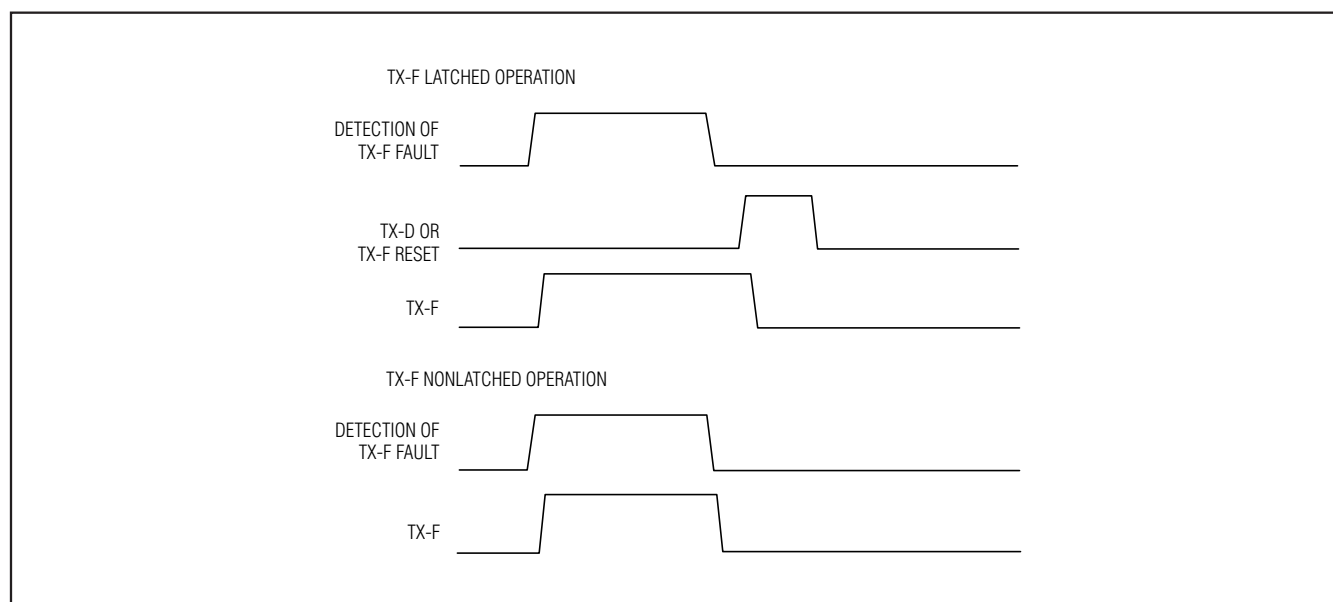 TX-F LATCHED OPERATION
DETECTION OF
TX-F FAULT
TX-D OR
TX-F RESET
TX-F
TX-F NONLATCHED OPERATION
DETECTION OF
TX-F FAULT
TX-F